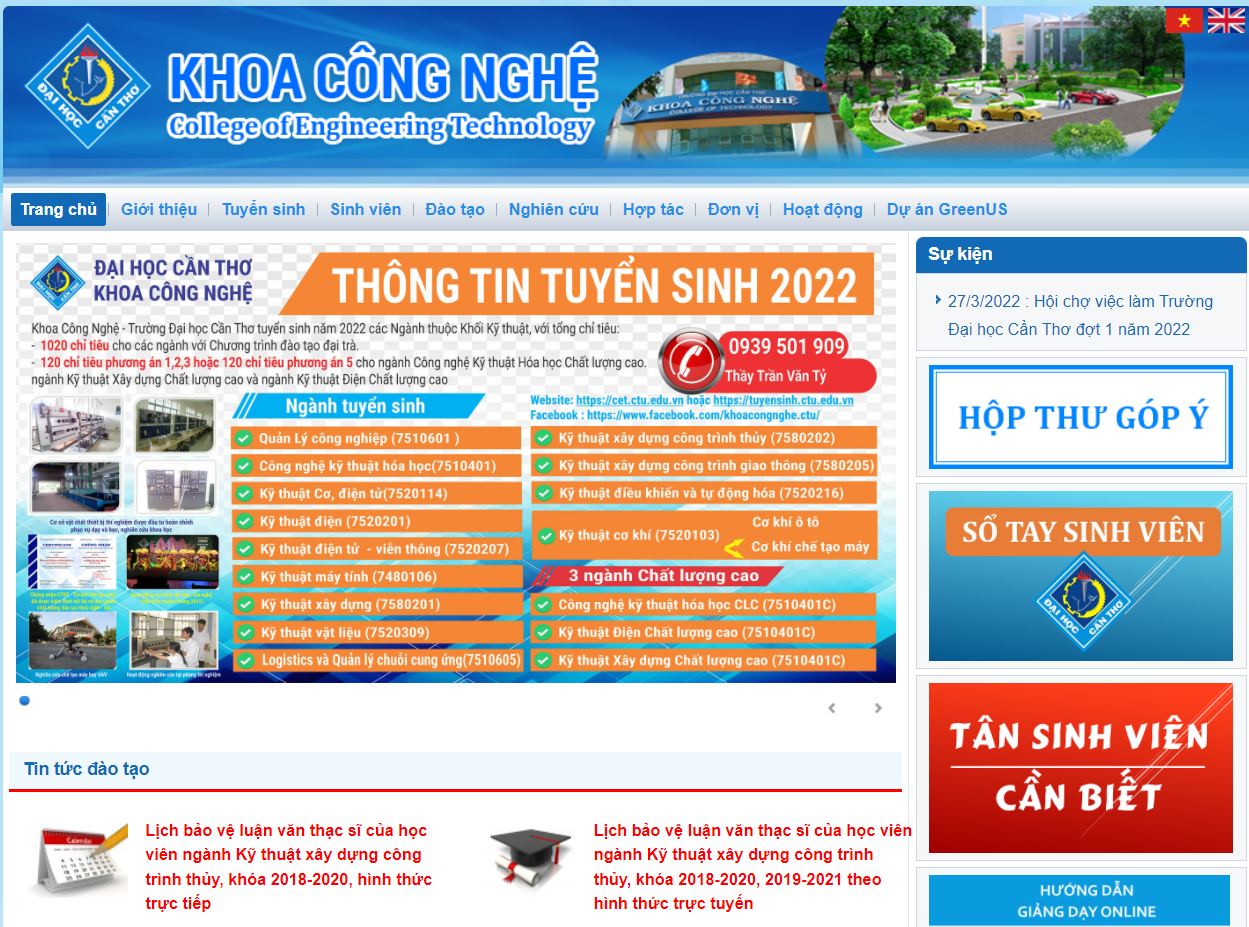 ĐẠI HỌC CẦN THƠ
KHOA CÔNG NGHỆ
College of Engineering Technology
TRƯỜNG ĐẠI HỌC CẦN THƠ
KHOA CÔNG NGHỆ
COLLEGE OF TECHNOLOGY
Trang chủ
Giới thiệu
Tuyển sinh
Sinh viên
Đào tạo
Nghiên cứu
Hợp tác
Đơn vị
Hoạt động
Dự án GreenUS
ĐẠI HỌC CẦN THƠ
KHOA CÔNG NGHỆ
THÔNG TIN TUYỂN SINH 2022
Khoa Công Nghệ - Trường Đại học Cần Thơ tuyển sinh năm 2022 các Ngành thuộc Khối Kỹ thuật, với tổng chỉ tiêu:
- 1020 chỉ tiêu cho các ngành với Chương trình đào tạo đại trà.
- 120 chỉ tiêu phương án 1,2,3 hoặc 120 chỉ tiêu phương án 5 cho ngành Công nghệ Kỹ thuật Hóa học Chất lượng cao.
ngành Kỹ thuật Xây dựng Chất lượng cao và ngành Kỹ thuật Điện Chất lượng cao
0939 501 909
Thầy Trần Văn Tỷ
Website: https://cet.ctu.edu.vn hoặc https://tuyensinh.ctu.edu.vn
Facebook : https://www.facebook.com/khoacongnghe.ctu/
Ngành tuyển sinh
Quản Lý công nghiệp (7510601 )
Công nghệ kỹ thuật hóa học(7510401)
Kỹ thuật Cơ, điện tử(7520114)
Kỹ thuật điện (7520201)
Kỹ thuật điện tử - viễn thông (7520207)
Kỹ thuật máy tính (7480106)
Kỹ thuật xây dựng (7580201)
Kỹ thuật vật liệu (7520309)
Logistics và Quản lý chuỗi cung ứng(7510605)
Kỹ thuật xây dựng công trình thủy (7580202)
Kỹ thuật xây dựng công trình giao thông (7580205)
Kỹ thuật điều khiển và tự động hóa (7520216)
Kỹ thuật cơ khí (7520103)
Cơ khí ô tô
Cơ khí chế tạo máy
3 ngành Chất lượng cao
Công nghệ kỹ thuật hóa học CLC (7510401C)
Kỹ thuật Điện Chất lượng cao (7510401C)
Kỹ thuật Xây dựng Chất lượng cao (7510401C)
Cơ sở vật chất thiết bị thí nghiệm được đầu tư hoàn chỉnh
phục vụ dạy và học, nghiên cứu khoa học
Nghiên cứu chế tạo máy bay UAV
Hoạt động nghiên cứu tại phòng thí nghiệm
Sự kiện
27/3/2022 : Hội chợ việc làm Trường
Đại học Cần Thơ đợt 1 năm 2022
HỘP THƯ GÓP Ý
SỔ TAY SINH VIÊN
ĐẠI HỌC CẦN THƠ
TÂN SINH VIÊN
CẦN BIẾT
HƯỚNG DẪN
GIẢNG DẠY ONLINE
Tin tức đào tạo
Lịch bảo vệ luận văn thạc sĩ của học
viên ngành Kỹ thuật xây dựng công
trình thủy, khóa 2018-2020, hình thức
trực tiếp
Calendar
Lịch bảo vệ luận văn thạc sĩ của học viên
ngành Kỹ thuật xây dựng công trình
thủy, khóa 2018-2020, 2019-2021 theo
hình thức trực tuyến